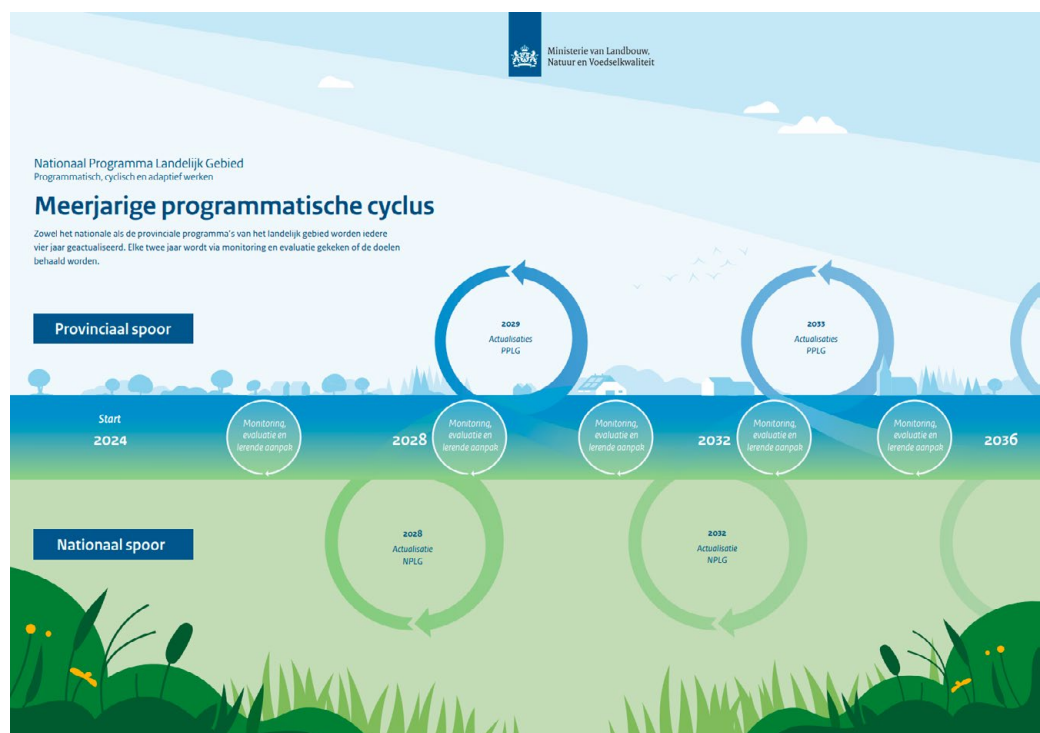 Ministerie van Landbouw,
Natuur en Voedselkwaliteit
Nationaal Programma Landelijk Gebied
Programmatisch, cyclisch en adaptief werken
Meerjarige programmatische cyclus
Zowel het nationale als de provinciale programma's van het landelijk gebied worden iedere
vier jaar geactualiseerd. Elke twee jaar wordt via monitoring en evaluatie gekeken of de doelen
behaald worden.
Provinciaal spoor
2029
Actualisaties
PPLG
2033
Actualisaties
PPLG
Start
2024
Monitoring,
evaluatie en
lerende aanpak
2028
Monitoring,
evaluatie en
lerende aanpak
Monitoring,
evaluatie en
lerende aanpak
2032
Monitoring,
evaluatie en
lerende aanpak
Monitoring,
evaluatie en
lerende aanpak
2036
Nationaal spoor
2028
Actualisatie
NPLG
2032
Actualisatie
NPLG